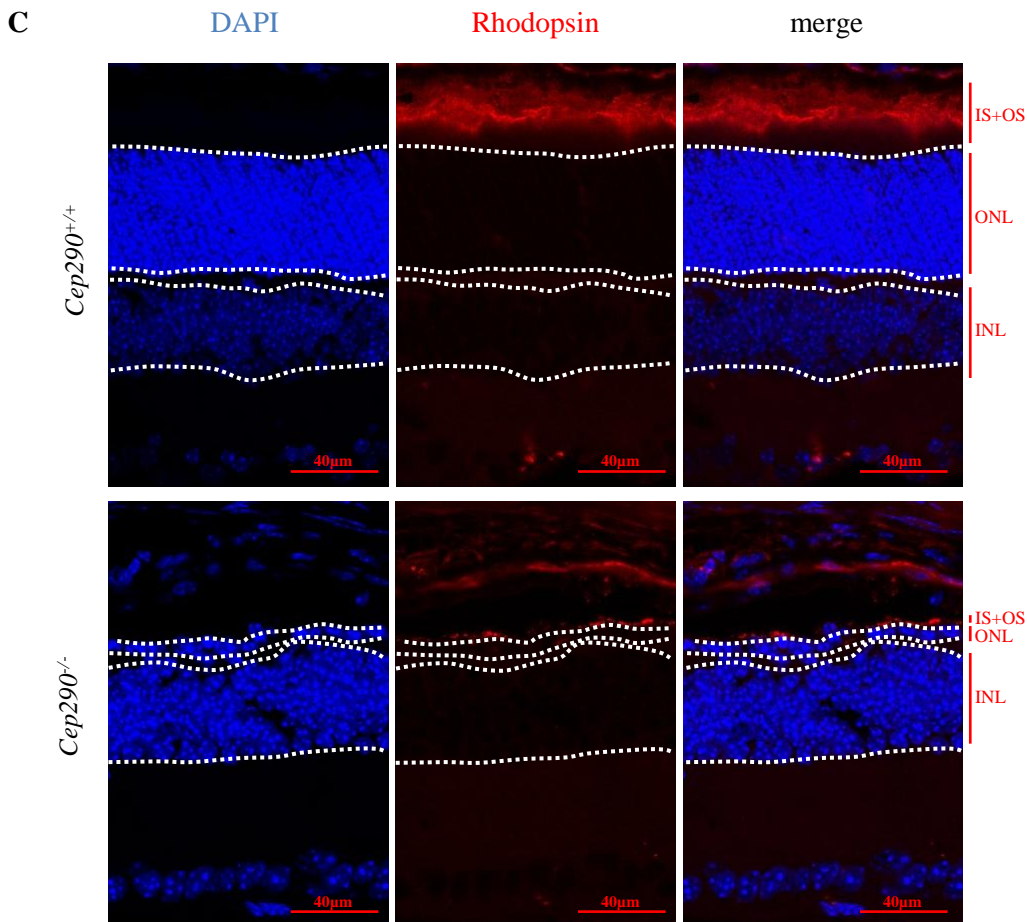 C
DAPI Rhodopsin merge
Cep290+/+
IS+OS
ONL
INL
40µm 40µm 40µm
Cep290-/-
IS+OS
ONL
INL
40µm 40µm 40µm